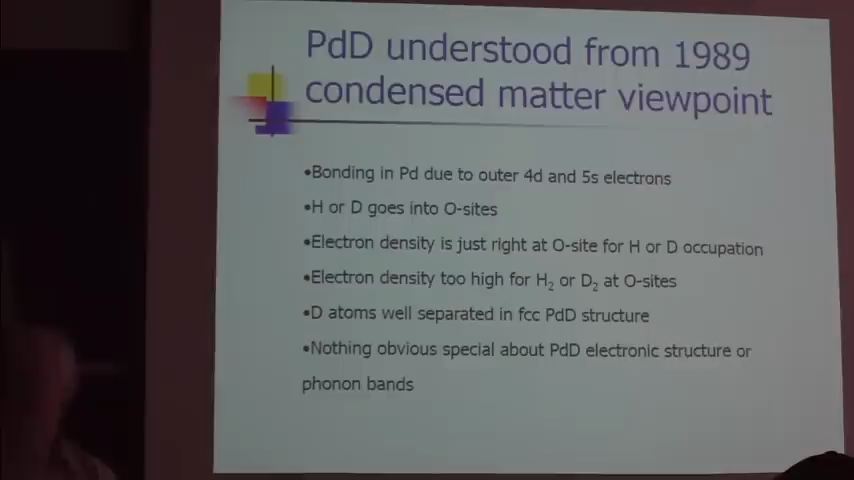 PdD understood from 1989
condensed matter viewpoint
•Bonding in Pd due to outer 4d and 5s electrons
•H or D goes into O-sites
•Electron density is just right at O-site for H or D occupation
•Electron density too high for H₂ or D₂ at O-sites
•D atoms well separated in fcc PdD structure
•Nothing obvious special about PdD electronic structure or
phonon bands